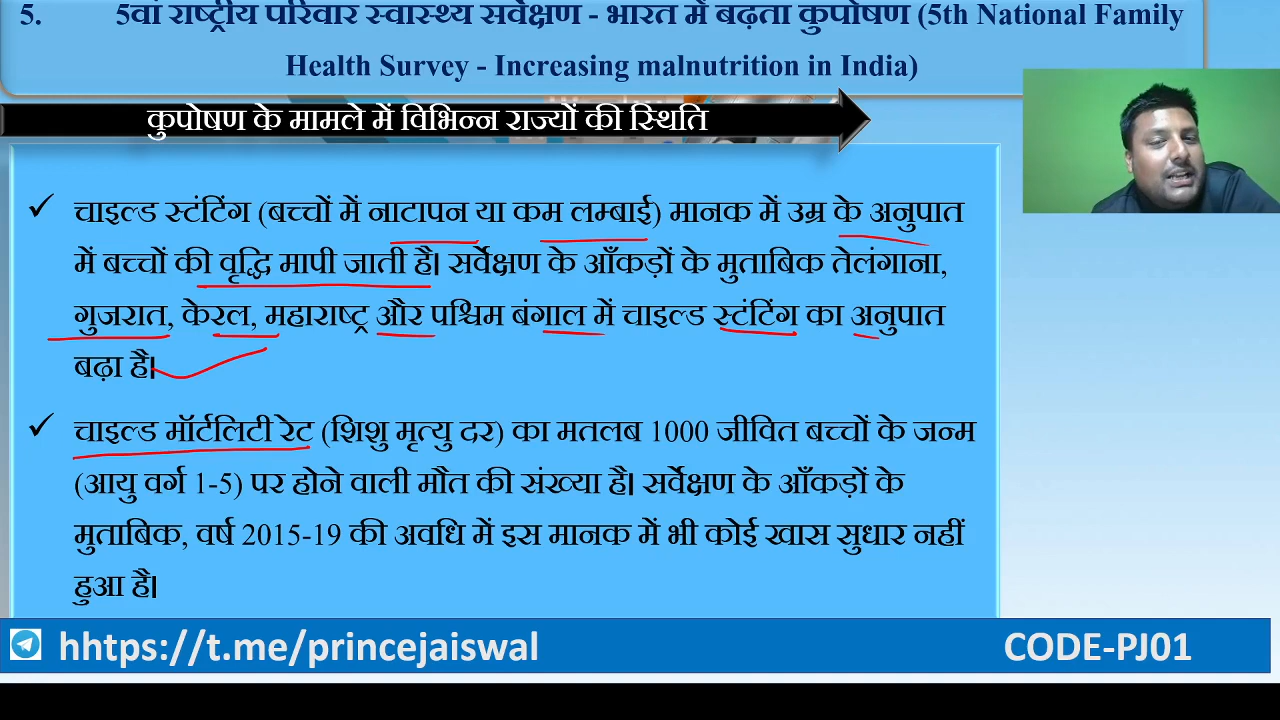 5. 5वां राष्ट्रीय परिवार स्वास्थ्य सर्वेक्षण - भारत में बढ़ता कुपोषण (5th National Family
Health Survey - Increasing malnutrition in India)
कुपोषण के मामले में विभिन्न राज्यों की स्थिति
✓ चाइल्ड स्टंटिंग (बच्चों में नाटापन या कम लम्बाई) मानक में उम्र के अनुपात
में बच्चों की वृद्धि मापी जाती है। सर्वेक्षण के आँकड़ों के मुताबिक तेलंगाना,
गुजरात, केरल, महाराष्ट्र और पश्चिम बंगाल में चाइल्ड स्टंटिंग का अनुपात
बढ़ा है।
✓ चाइल्ड मॉर्टलिटी रेट (शिशु मृत्यु दर) का मतलब 1000 जीवित बच्चों के जन्म
(आयु वर्ग 1-5) पर होने वाली मौत की संख्या है। सर्वेक्षण के आँकड़ों के
मुताबिक, वर्ष 2015-19 की अवधि में इस मानक में भी कोई खास सुधार नहीं
हुआ है।
hhtps://t.me/princejaiswal CODE-PJ01